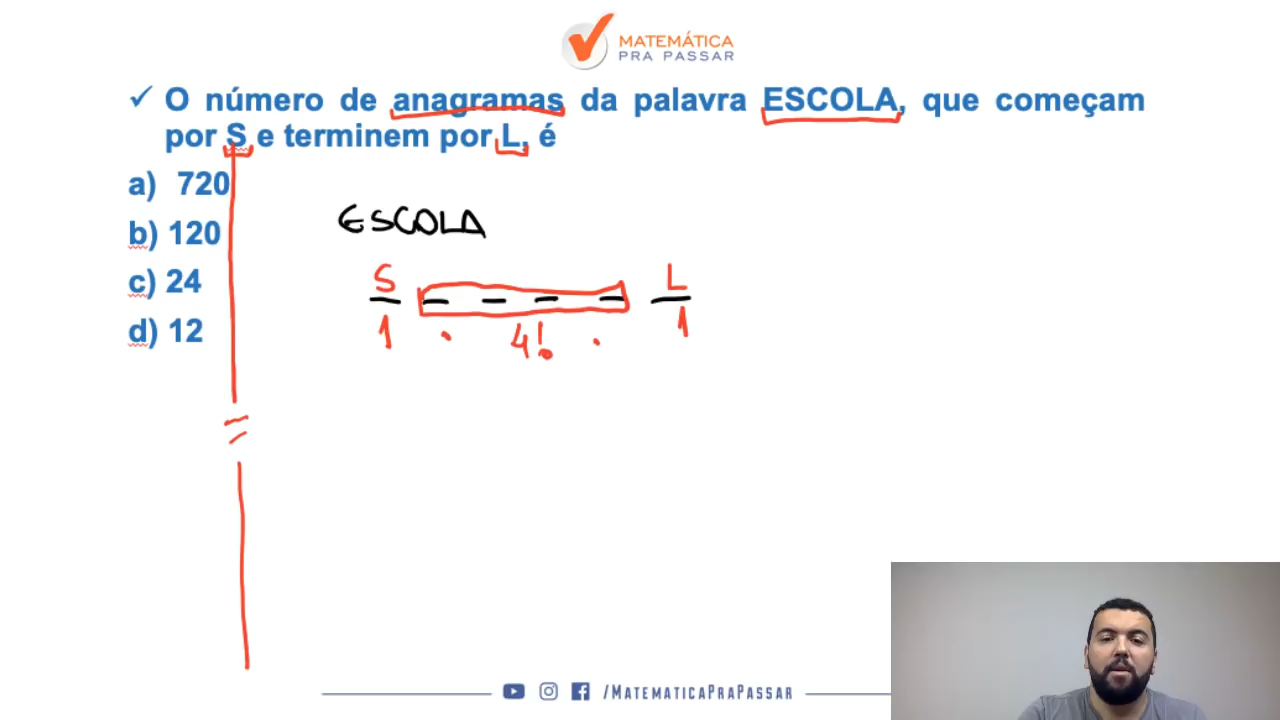 MATEMÁTICA
PRA PASSAR
✓ O número de anagramas da palavra ESCOLA, que começam
por S e terminem por L, é
a) 720
b) 120
c) 24
d) 12
ESCOLA
S L
1 . 4! . 1
/MATEMATICAPRAPASSAR